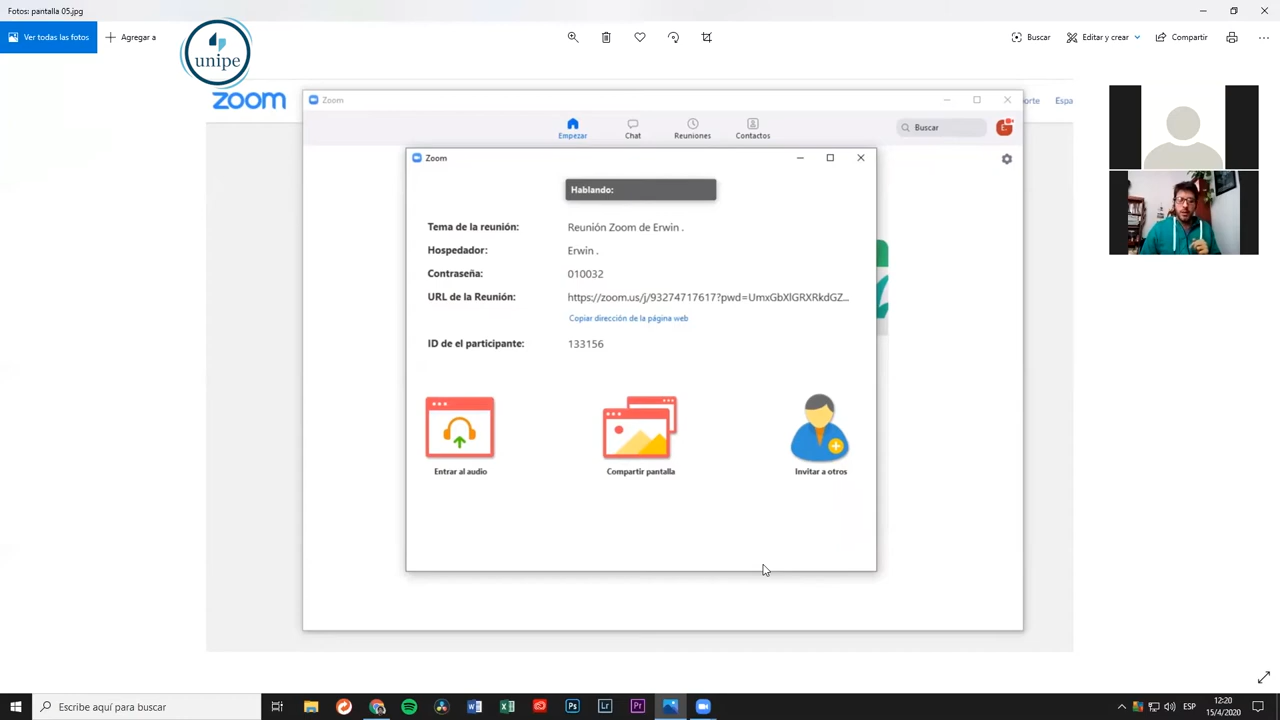 Fotos: pantalla 05.jpg
Ver todas las fotos
Agregar a
Buscar
Editar y crear
Compartir
unipe
zoom
Zoom
orte
Espa
Empezar
Chat
Reuniones
Contactos
Buscar
Zoom
Hablando:
Tema de la reunión: Reunión Zoom de Erwin .
Hospedador: Erwin .
Contraseña: 010032
URL de la Reunión: https://zoom.us/j/93274717617?pwd=UmxGbXlGRXRkdGZ...
Copiar dirección de la página web
ID de el participante: 133156
Entrar al audio
Compartir pantalla
Invitar a otros
Escribe aquí para buscar
Ps
Lr
Pr
ESP
12:20
15/4/2020